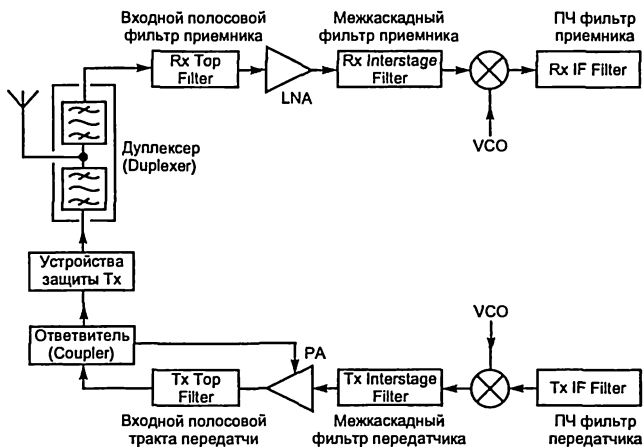 Входной полосовой
фильтр приемника
Межкаскадный
фильтр приемника
ПЧ фильтр
приемника
Rx Top
Filter
LNA
Rx Interstage
Filter
VCO
Rx IF Filter
Дуплексер
(Duplexer)
Устройства
защиты Tx
Ответвитель
(Coupler)
PA
VCO
Tx Top
Filter
Tx Interstage
Filter
Tx IF Filter
Входной полосовой
тракта передатчи
Межкаскадный
фильтр передатчика
ПЧ фильтр
передатчика